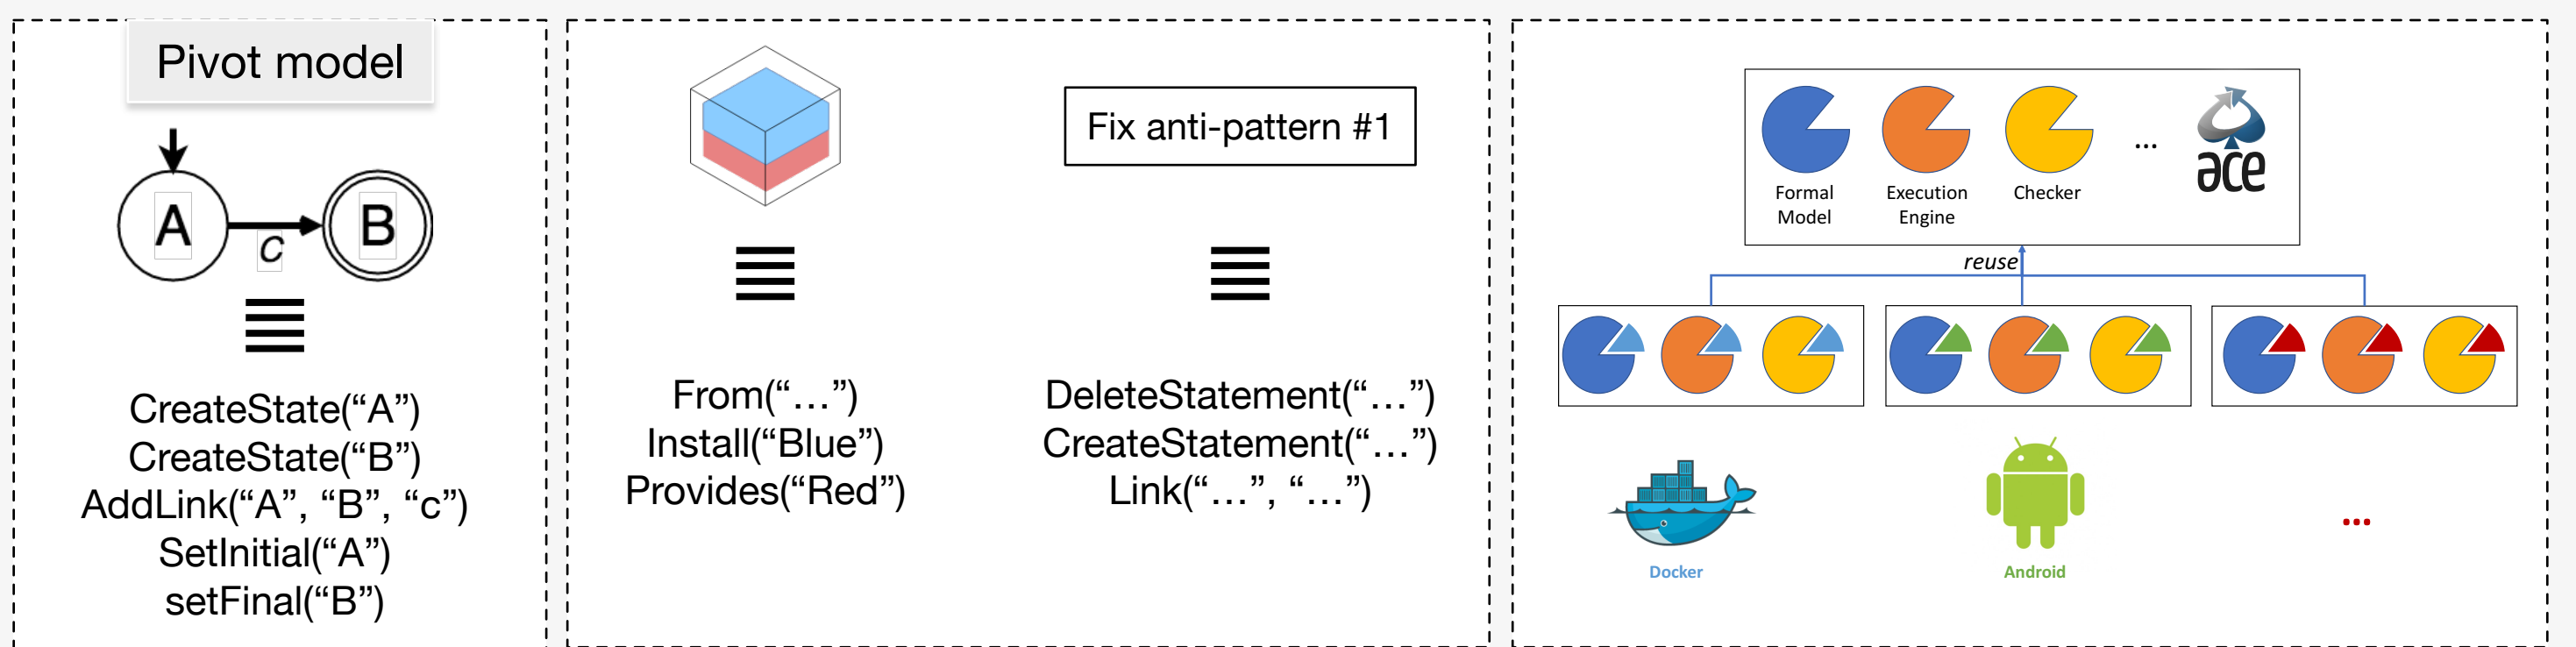 Pivot model
A
c
B
CreateState(“A”)
CreateState(“B”)
AddLink(“A”, “B”, “c”)
SetInitial(“A”)
setFinal(“B”)
From(“…”)
Install(“Blue”)
Provides(“Red”)
Fix anti-pattern #1
DeleteStatement(“…”)
CreateStatement(“…”)
Link(“…”, “…”)
Formal
Model
Execution
Engine
Checker
...
ace
reuse
Docker
Android
...